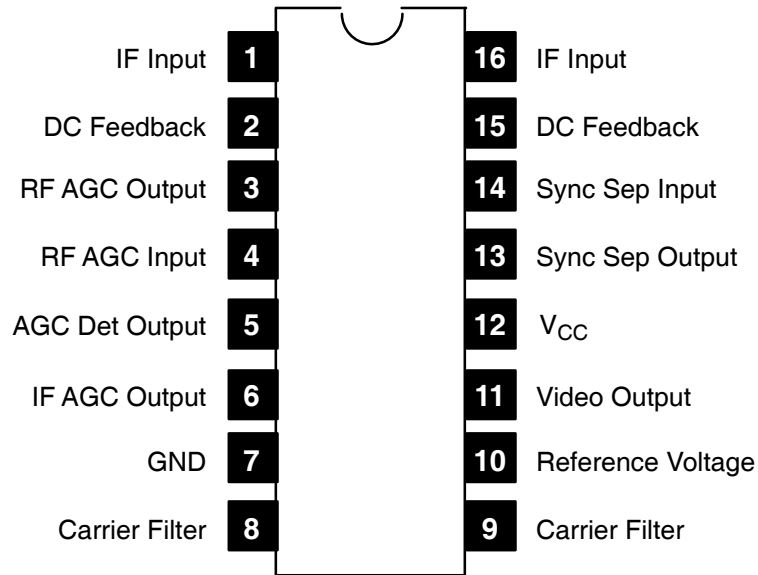 IF Input 1 16 IF Input
DC Feedback 2 15 DC Feedback
RF AGC Output 3 14 Sync Sep Input
RF AGC Input 4 13 Sync Sep Output
AGC Det Output 5 12 VCC
IF AGC Output 6 11 Video Output
GND 7 10 Reference Voltage
Carrier Filter 8 9 Carrier Filter